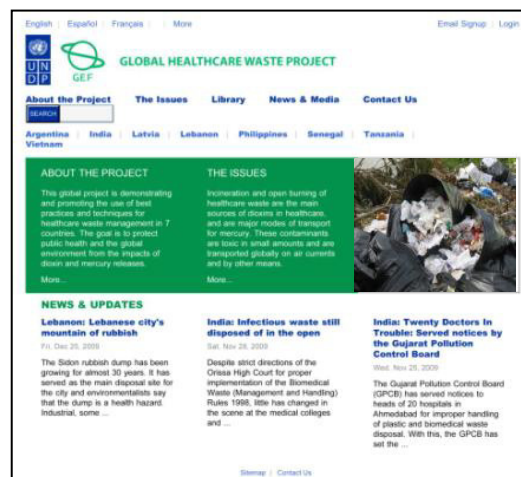 English | Español | Français | | More
Email Signup | Login
U N
D P
GEF
GLOBAL HEALTHCARE WASTE PROJECT
About the Project The Issues Library News & Media Contact Us
SEARCH
Argentina | India | Latvia | Lebanon | Philippines | Senegal | Tanzania |
Vietnam
ABOUT THE PROJECT
This global project is demonstrating
and promoting the use of best
practices and techniques for
healthcare waste management in 7
countries. The goal is to protect
public health and the global
environment from the impacts of
dioxin and mercury releases.
More...
THE ISSUES
Incineration and open burning of
healthcare waste are the main
sources of dioxins in healthcare,
and are major modes of transport
for mercury. These contaminants
are toxic in small amounts and are
transported globally on air currents
and by other means.
More...
NEWS & UPDATES
Lebanon: Lebanese city's
mountain of rubbish
Fri, Dec 25, 2009
The Sidon rubbish dump has been
growing for almost 30 years. It has
served as the main disposal site for
the city and environmentalists say
that the dump is a health hazard.
Industrial, some ...
India: Infectious waste still
disposed of in the open
Sat, Nov 28, 2009
Despite strict directions of the
Orissa High Court for proper
implementation of the Biomedical
Waste (Management and Handling)
Rules 1998, little has changed in
the scene at the medical colleges
and ...
India: Twenty Doctors In
Trouble: Served notices by
the Gujarat Pollution
Control Board
Wed, Nov 25, 2009
The Gujarat Pollution Control Board
(GPCB) has served notices to
heads of 20 hospitals in
Ahmedabad for improper handling
of plastic and biomedical waste
disposal. With this, the GPCB has
set the ...
Sitemap | Contact Us